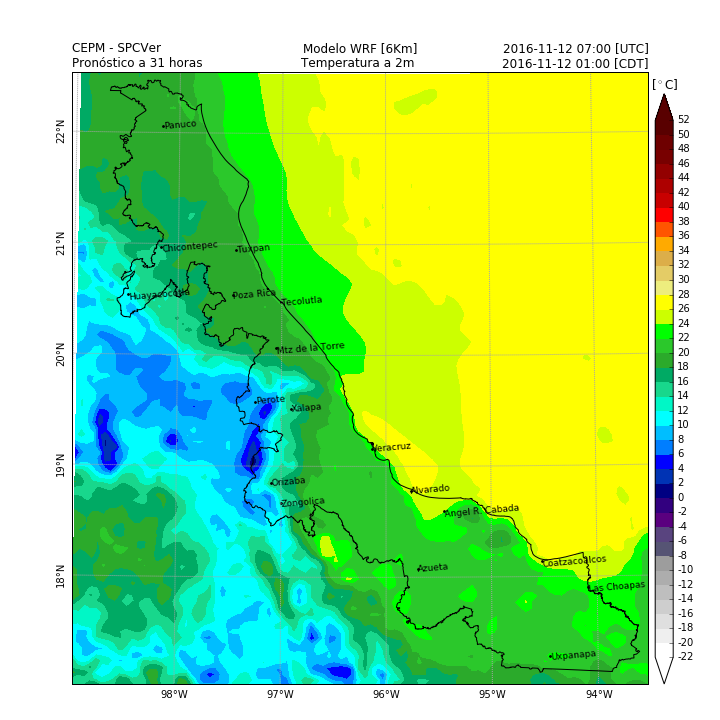 CEPM - SPCVer
Modelo WRF [6Km]
2016-11-12 07:00 [UTC]
Pronóstico a 31 horas
Temperatura a 2m
2016-11-12 01:00 [CDT]
[°C]
52
50
48
46
44
42
40
38
36
34
32
30
28
26
24
22
20
18
16
14
12
10
8
6
4
2
0
-2
-4
-6
-8
-10
-12
-14
-16
-18
-20
-22
22°N
21°N
20°N
19°N
18°N
Panuco
Chicontepec
Tuxpan
Huayacocotla
Poza Rica
Tecolutla
Mtz de la Torre
Perote
Xalapa
Veracruz
Orizaba
Alvarado
Zongolica
Angel R. Cabada
Azueta
Coatzacoalcos
Las Choapas
Uxpanapa
98°W
97°W
96°W
95°W
94°W